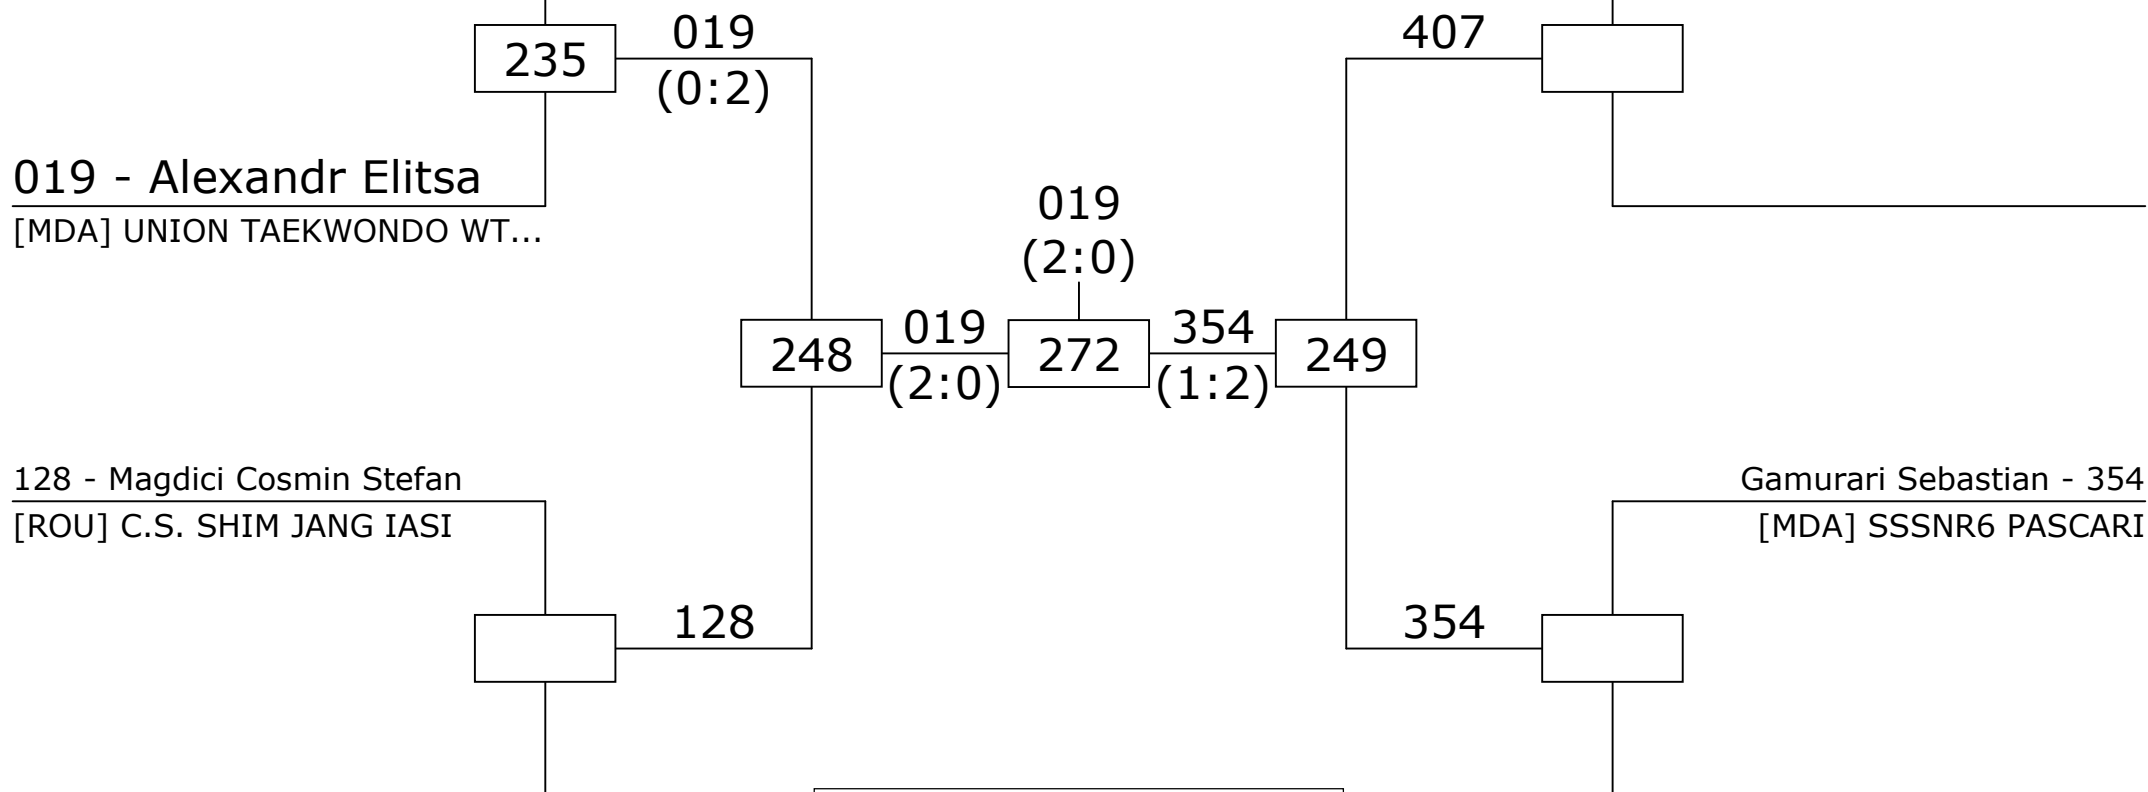 019
407
235
(0:2)
019 - Alexandr Elitsa
[MDA] UNION TAEKWONDO WT...
019
(2:0)
019
354
248
272
249
(2:0)
(1:2)
128 - Magdici Cosmin Stefan
Gamurari Sebastian - 354
[ROU] C.S. SHIM JANG IASI
[MDA] SSSNR6 PASCARI
128
354